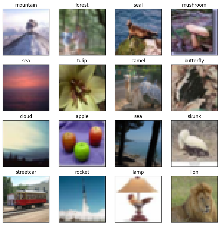 mountain forest seal mushroom
sea tulip camel butterfly
cloud apple sea skunk
streetcar rocket lamp lion